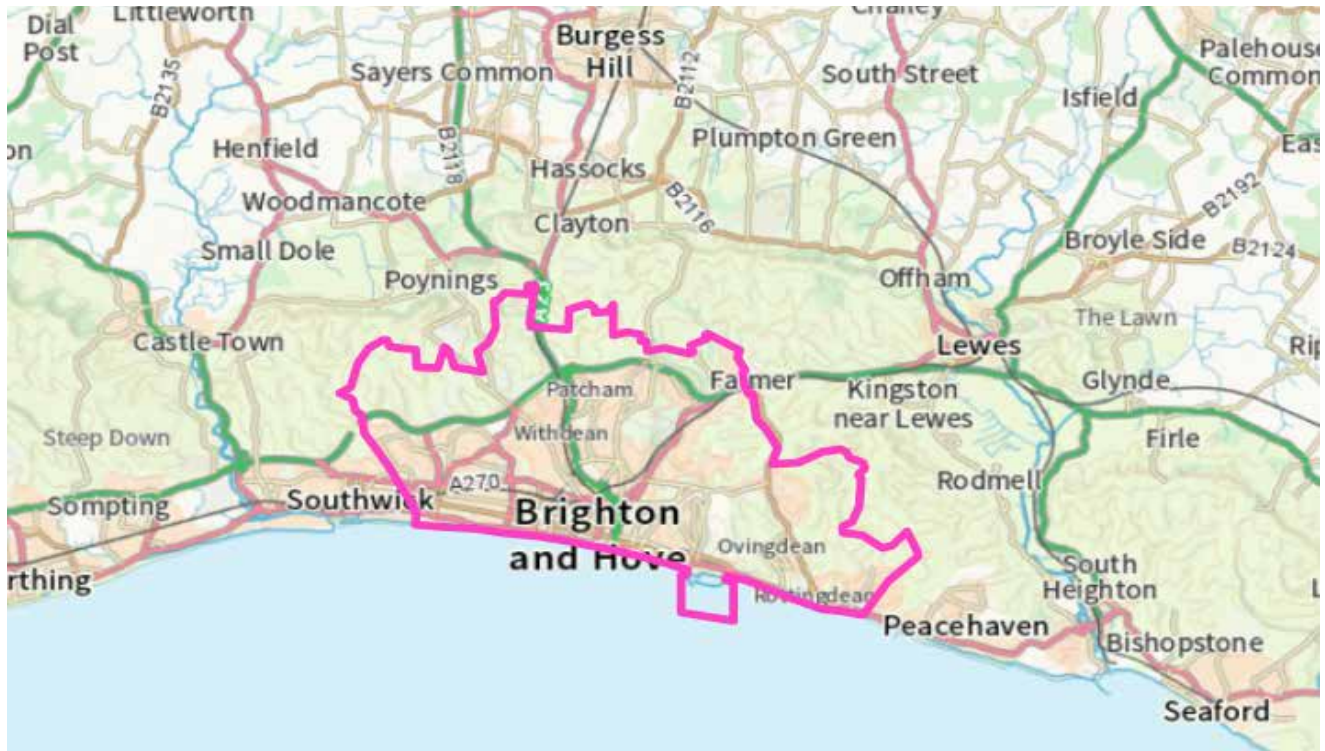 Littleworth
Dial
Post
B2135
Sayers Common
Burgess
Hill
B2112
South Street
Palehouse
Common
Isfield
Henfield
B2118
Plumpton Green
Hassocks
Woodmancote
B2116
B2192
Clayton
Small Dole
Broyle Side
B2124
Poynings
Offham
A23
The Lawn
Castle Town
Lewes
Patcham
Falmer
Kingston
near Lewes
Glynde
Steep Down
Withdean
Firle
Sompting
Southwick
A270
Rodmell
Brighton
and Hove
Ovingdean
Rottingdean
South
Heighton
Peacehaven
Bishopstone
Seaford